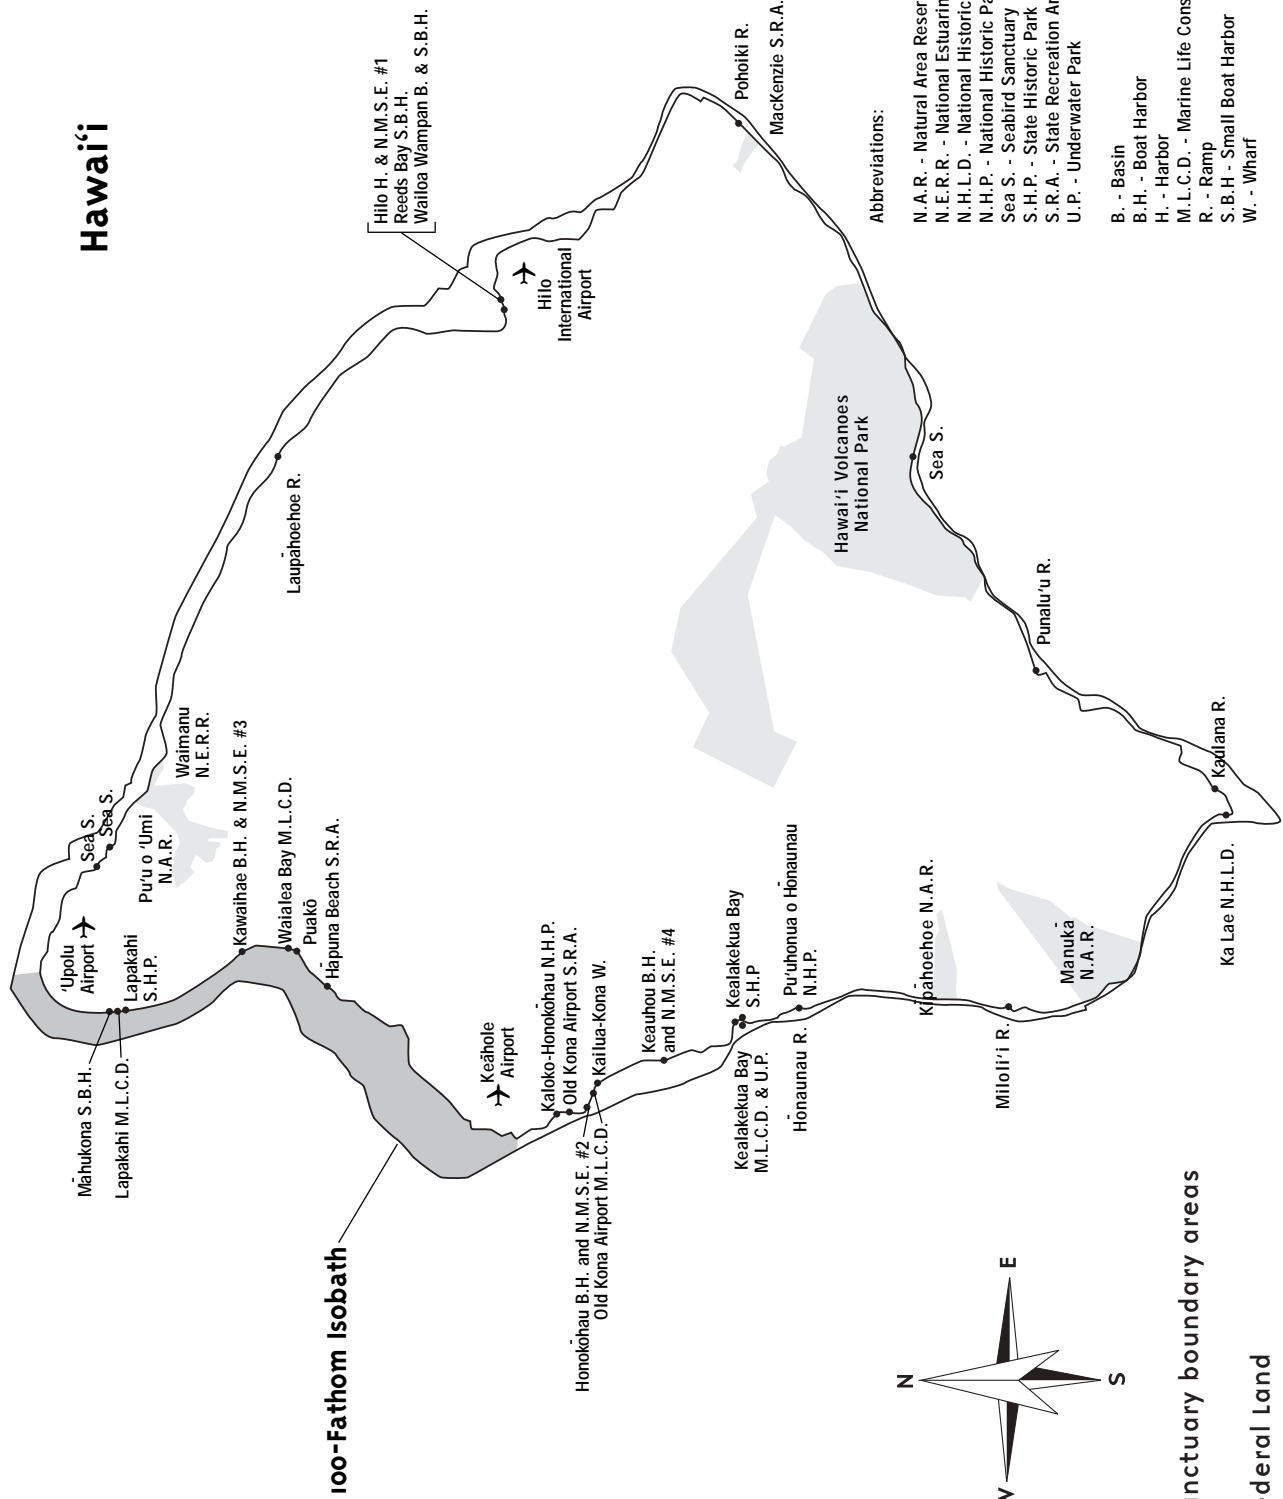 Hawai‘i
Hilo H. & N.M.S.E. #1
Reeds Bay S.B.H.
Wailoa Wampan B. & S.B.H.
Hilo
International
Airport
Pohoiki R.
MacKenzie S.R.A.
Laupāhoehoe R.
Hawai‘i Volcanoes
National Park
Sea S.
Punalu‘u R.
Kaulana R.
Ka Lae N.H.L.D.
Waimanu
N.E.R.R.
Sea S.
Sea S.
Pu‘u o ‘Umi
N.A.R.
‘Upolu
Airport
Lapakahi
S.H.P.
Māhukona S.B.H.
Lapakahi M.L.C.D.
Kawaihae B.H. & N.M.S.E. #3
Waialea Bay M.L.C.D.
Puakō
Hāpuna Beach S.R.A.
100-Fathom Isobath
Keāhole
Airport
Kaloko-Honokōhau N.H.P.
Old Kona Airport S.R.A.
Kailua-Kona W.
Honokōhau B.H. and N.M.S.E. #2
Old Kona Airport M.L.C.D.
Keauhou B.H.
and N.M.S.E. #4
Kealakekua Bay
S.H.P
Kealakekua Bay
M.L.C.D. & U.P.
Pu‘uhonua o Hōnaunau
N.H.P.
Hōnaunau R.
Kīpāhoehoe N.A.R.
Miloli‘i R.
Manukā
N.A.R.
N
E
S
Abbreviations:
N.A.R. - Natural Area Reser
N.E.R.R. - National Estuarin
N.H.L.D. - National Historic
N.H.P. - National Historic Pa
Sea S. - Seabird Sanctuary
S.H.P. - State Historic Park
S.R.A. - State Recreation Ar
U.P. - Underwater Park
B. - Basin
B.H. - Boat Harbor
H. - Harbor
M.L.C.D. - Marine Life Cons
R. - Ramp
S.B.H - Small Boat Harbor
W. - Wharf
nctuary boundary areas
deral Land